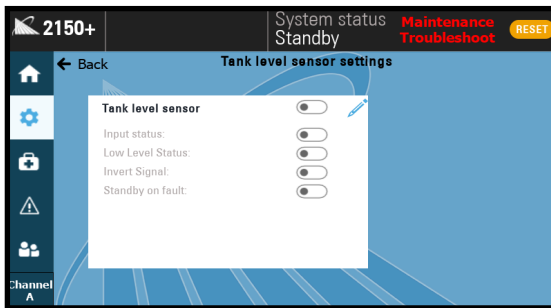 2150+
System status
Standby
Maintenance
Troubleshoot
RESET
Back
Tank level sensor settings
Tank level sensor
Input status:
Low Level Status:
Invert Signal:
Standby on fault:
Channel
A